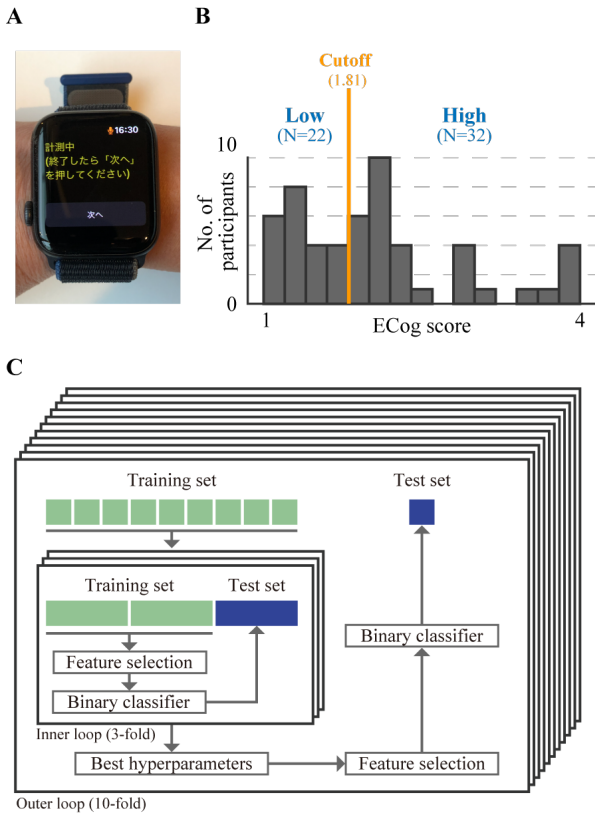 A
16:30
計測中
(終了したら「次へ」
を押してください)
次へ
B
Cutoff
(1.81)
Low
(N=22)
High
(N=32)
10
No. of
participants
0
1
ECog score
4
C
Training set
Test set
Training set
Test set
Feature selection
Binary classifier
Inner loop (3-fold)
Best hyperparameters
Binary classifier
Feature selection
Outer loop (10-fold)